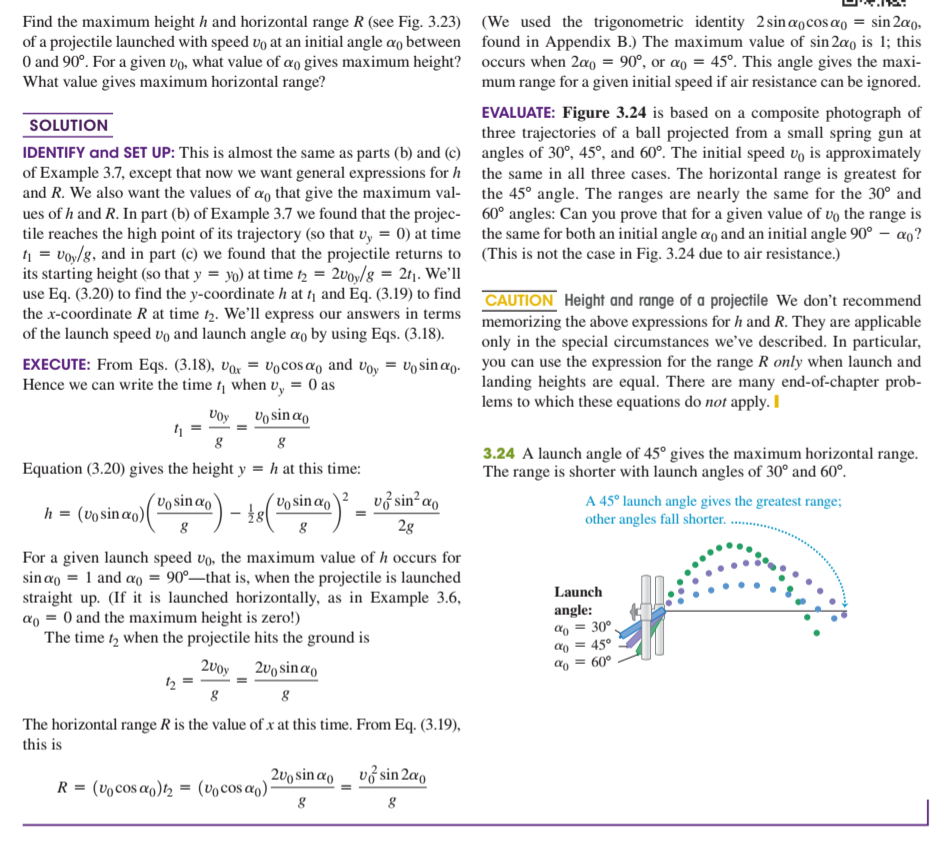 Find the maximum height h and horizontal range R (see Fig. 3.23)
of a projectile launched with speed v₀ at an initial angle α₀ between
0 and 90°. For a given v₀, what value of α₀ gives maximum height?
What value gives maximum horizontal range?
SOLUTION
IDENTIFY and SET UP: This is almost the same as parts (b) and (c)
of Example 3.7, except that now we want general expressions for h
and R. We also want the values of α₀ that give the maximum val-
ues of h and R. In part (b) of Example 3.7 we found that the projec-
tile reaches the high point of its trajectory (so that v_y = 0) at time
t₁ = v₀y/g, and in part (c) we found that the projectile returns to
its starting height (so that y = y₀) at time t₂ = 2v₀y/g = 2t₁. We'll
use Eq. (3.20) to find the y-coordinate h at t₁ and Eq. (3.19) to find
the x-coordinate R at time t₂. We'll express our answers in terms
of the launch speed v₀ and launch angle α₀ by using Eqs. (3.18).
EXECUTE: From Eqs. (3.18), v₀x = v₀ cos α₀ and v₀y = v₀ sin α₀.
Hence we can write the time t₁ when v_y = 0 as
t₁ = v₀y/g = v₀ sin α₀/g
Equation (3.20) gives the height y = h at this time:
h = (v₀ sin α₀)(v₀ sin α₀/g) − ½g(v₀ sin α₀/g)² = v₀² sin² α₀/2g
For a given launch speed v₀, the maximum value of h occurs for
sin α₀ = 1 and α₀ = 90°—that is, when the projectile is launched
straight up. (If it is launched horizontally, as in Example 3.6,
α₀ = 0 and the maximum height is zero!)
The time t₂ when the projectile hits the ground is
t₂ = 2v₀y/g = 2v₀ sin α₀/g
The horizontal range R is the value of x at this time. From Eq. (3.19),
this is
R = (v₀ cos α₀)t₂ = (v₀ cos α₀) 2v₀ sin α₀/g = v₀² sin 2α₀/g
(We used the trigonometric identity 2 sin α₀ cos α₀ = sin 2α₀,
found in Appendix B.) The maximum value of sin 2α₀ is 1; this
occurs when 2α₀ = 90°, or α₀ = 45°. This angle gives the maxi-
mum range for a given initial speed if air resistance can be ignored.
EVALUATE: Figure 3.24 is based on a composite photograph of
three trajectories of a ball projected from a small spring gun at
angles of 30°, 45°, and 60°. The initial speed v₀ is approximately
the same in all three cases. The horizontal range is greatest for
the 45° angle. The ranges are nearly the same for the 30° and
60° angles: Can you prove that for a given value of v₀ the range is
the same for both an initial angle α₀ and an initial angle 90° − α₀?
(This is not the case in Fig. 3.24 due to air resistance.)
CAUTION Height and range of a projectile We don't recommend
memorizing the above expressions for h and R. They are applicable
only in the special circumstances we've described. In particular,
you can use the expression for the range R only when launch and
landing heights are equal. There are many end-of-chapter prob-
lems to which these equations do not apply.
3.24 A launch angle of 45° gives the maximum horizontal range.
The range is shorter with launch angles of 30° and 60°.
A 45° launch angle gives the greatest range;
other angles fall shorter.
Launch
angle:
α₀ = 30°
α₀ = 45°
α₀ = 60°